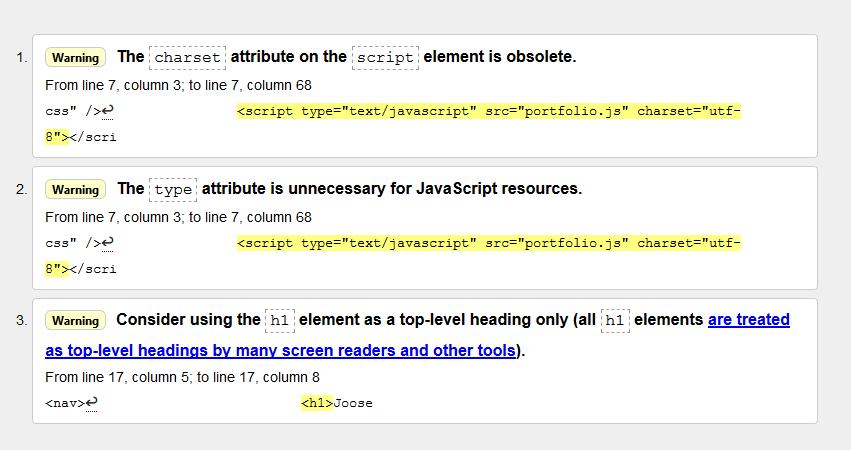 1. Warning The charset attribute on the script element is obsolete.
From line 7, column 3; to line 7, column 68
css" />↩ <script type="text/javascript" src="portfolio.js" charset="utf-
8"></scri
2. Warning The type attribute is unnecessary for JavaScript resources.
From line 7, column 3; to line 7, column 68
css" />↩ <script type="text/javascript" src="portfolio.js" charset="utf-
8"></scri
3. Warning Consider using the h1 element as a top-level heading only (all h1 elements are treated
as top-level headings by many screen readers and other tools).
From line 17, column 5; to line 17, column 8
<nav>↩ <h1>Joose